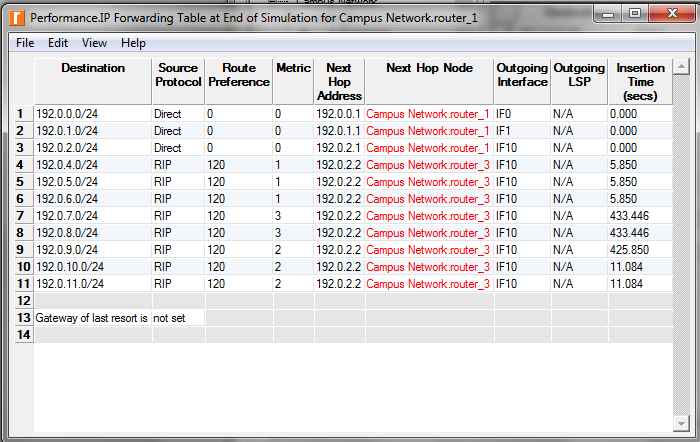 Performance.IP Forwarding Table at End of Simulation for Campus Network.router_1
File Edit View Help
Destination Source Protocol Route Preference Metric Next Hop Address Next Hop Node Outgoing Interface Outgoing LSP Insertion Time (secs)
1 192.0.0.0/24 Direct 0 0 192.0.0.1 Campus Network.router_1 IF0 N/A 0.000
2 192.0.1.0/24 Direct 0 0 192.0.1.1 Campus Network.router_1 IF1 N/A 0.000
3 192.0.2.0/24 Direct 0 0 192.0.2.1 Campus Network.router_1 IF10 N/A 0.000
4 192.0.4.0/24 RIP 120 1 192.0.2.2 Campus Network.router_3 IF10 N/A 5.850
5 192.0.5.0/24 RIP 120 1 192.0.2.2 Campus Network.router_3 IF10 N/A 5.850
6 192.0.6.0/24 RIP 120 1 192.0.2.2 Campus Network.router_3 IF10 N/A 5.850
7 192.0.7.0/24 RIP 120 3 192.0.2.2 Campus Network.router_3 IF10 N/A 433.446
8 192.0.8.0/24 RIP 120 3 192.0.2.2 Campus Network.router_3 IF10 N/A 433.446
9 192.0.9.0/24 RIP 120 2 192.0.2.2 Campus Network.router_3 IF10 N/A 425.850
10 192.0.10.0/24 RIP 120 2 192.0.2.2 Campus Network.router_3 IF10 N/A 11.084
11 192.0.11.0/24 RIP 120 2 192.0.2.2 Campus Network.router_3 IF10 N/A 11.084
12
13 Gateway of last resort is not set
14